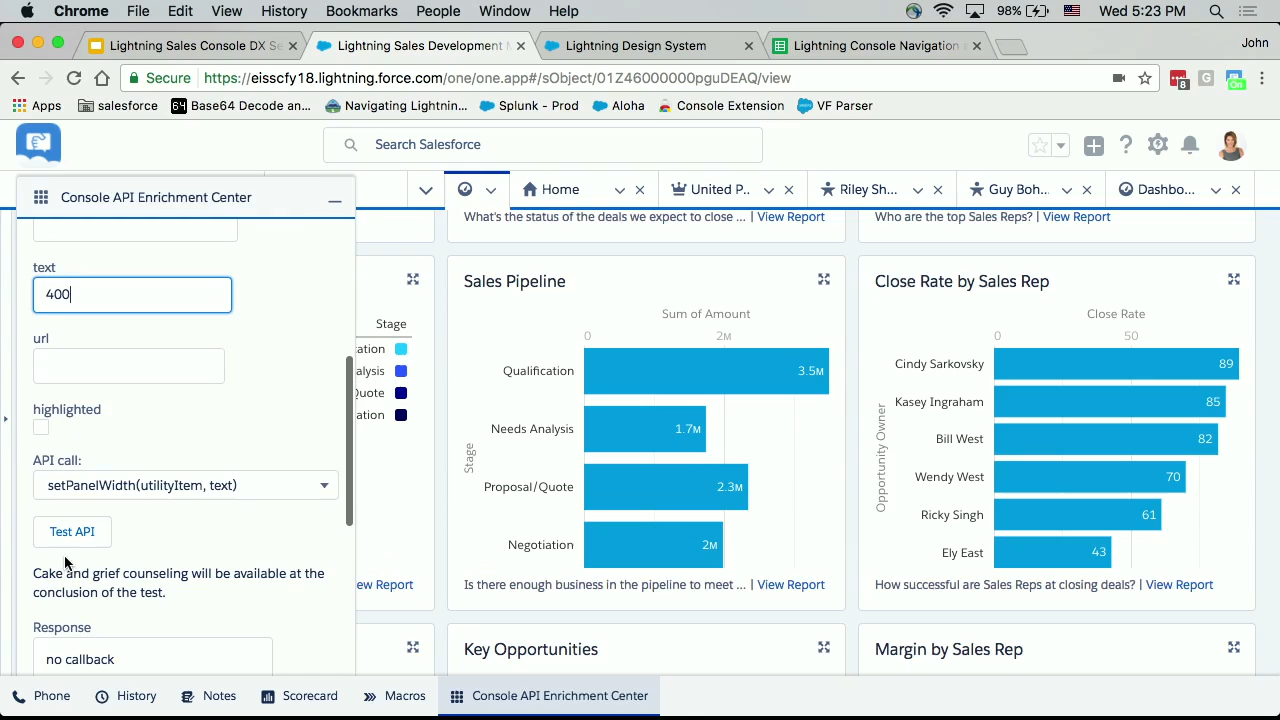 Chrome File Edit View History Bookmarks People Window Help 98% Wed 5:23 PM
Lightning Sales Console DX Se Lightning Sales Development M Lightning Design System Lightning Console Navigation s John
Secure https://eisscfy18.lightning.force.com/one/one.app#/sObject/01Z46000000pguDEAQ/view 8 G On
Apps salesforce 64 Base64 Decode an... Navigating Lightnin... Splunk - Prod Aloha Console Extension VF Parser
Search Salesforce
Home United P.. Riley Sh... Guy Boh... Dashbo...
Console API Enrichment Center
text
400
url
highlighted
API call:
setPanelWidth(utilityItem, text)
Test API
Cake and grief counseling will be available at the
conclusion of the test.
Response
no callback
Stage
ation
alysis
Quote
ation
ew Report
What's the status of the deals we expect to close ... | View Report
Sales Pipeline
Sum of Amount
0 2M
Stage
Qualification 3.5M
Needs Analysis 1.7M
Proposal/Quote 2.3M
Negotiation 2M
Is there enough business in the pipeline to meet ... | View Report
Key Opportunities
Who are the top Sales Reps? | View Report
Close Rate by Sales Rep
Close Rate
0 50
Opportunity Owner
Cindy Sarkovsky 89
Kasey Ingraham 85
Bill West 82
Wendy West 70
Ricky Singh 61
Ely East 43
How successful are Sales Reps at closing deals? | View Report
Margin by Sales Rep
Phone History Notes Scorecard Macros Console API Enrichment Center